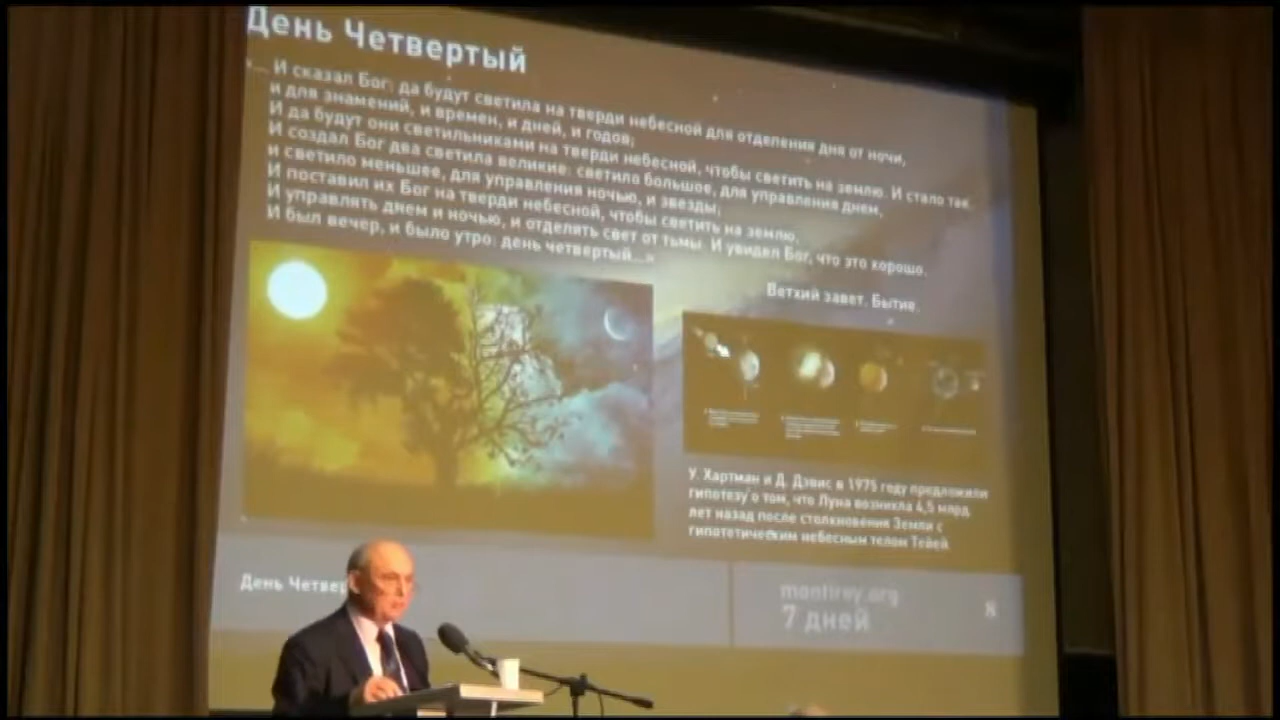 День Четвертый
«... И сказал Бог: да будут светила на тверди небесной для отделения дня от ночи,
и для знамений, и времен, и дней, и годов;
И да будут они светильниками на тверди небесной, чтобы светить на землю. И стало так.
И создал Бог два светила великие: светило большое, для управления днем,
и светило меньшее, для управления ночью, и звезды;
И поставил их Бог на тверди небесной, чтобы светить на землю,
И управлять днем и ночью, и отделять свет от тьмы. И увидел Бог, что это хорошо.
И был вечер, и было утро: день четвертый...»
Ветхий завет. Бытие.
У. Хартман и Д. Дэвис в 1975 году предложили
гипотезу о том, что Луна возникла 4,5 млрд
лет назад после столкновения Земли с
гипотетическим небесным телом Тейей
День Четвер
montirey.org
7 дней
8